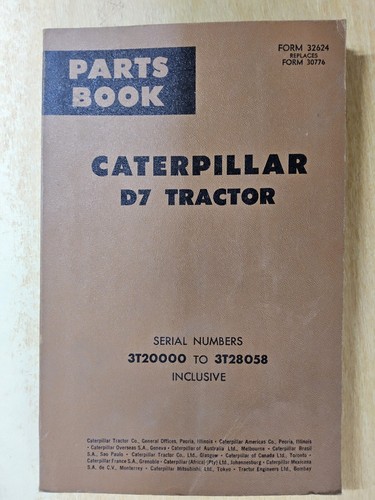 PARTS
BOOK
FORM 32624
REPLACES
FORM 30776
CATERPILLAR
D7 TRACTOR
SERIAL NUMBERS
3T20000 TO 3T28058
INCLUSIVE
Caterpillar Tractor Co., General Offices, Peoria, Illinois • Caterpillar Americas Co., Peoria, Illinois
• Caterpillar Overseas S.A., Geneva • Caterpillar of Australia Ltd., Melbourne • Caterpillar Brasil
S.A., Sao Paulo • Caterpillar Tractor Co., Ltd., Glasgow • Caterpillar of Canada Ltd., Toronto •
Caterpillar France S.A., Grenoble • Caterpillar (Africa) (Pty) Ltd., Johannesburg • Caterpillar Mexicana
S.A. de C.V., Monterrey • Caterpillar Mitsubishi Ltd., Tokyo • Tractor Engineers Ltd., Bombay